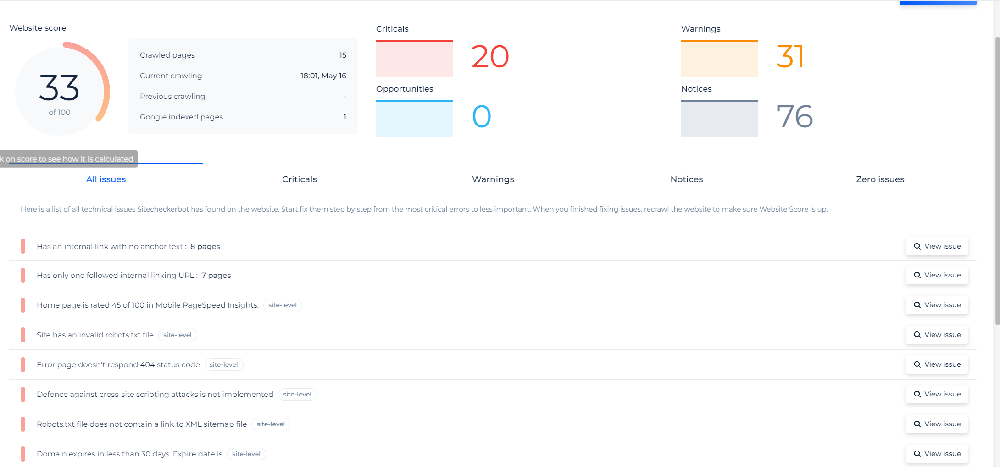 Website score
33
of 100
Crawled pages 15
Current crawling 18:01, May 16
Previous crawling -
Google indexed pages 1
Criticals
20
Warnings
31
Opportunities
0
Notices
76
k on score to see how it is calculated
All issues Criticals Warnings Notices Zero issues
Here is a list of all technical issues Sitecheckerbot has found on the website. Start fix them step by step from the most critical errors to less important. When you finished fixing issues, recrawl the website to make sure Website Score is up.
Has an internal link with no anchor text : 8 pages View issue
Has only one followed internal linking URL : 7 pages View issue
Home page is rated 45 of 100 in Mobile PageSpeed Insights. site-level View issue
Site has an invalid robots.txt file site-level View issue
Error page doesn't respond 404 status code site-level View issue
Defence against cross-site scripting attacks is not implemented site-level View issue
Robots.txt file does not contain a link to XML sitemap file site-level View issue
Domain expires in less than 30 days. Expire date is site-level View issue